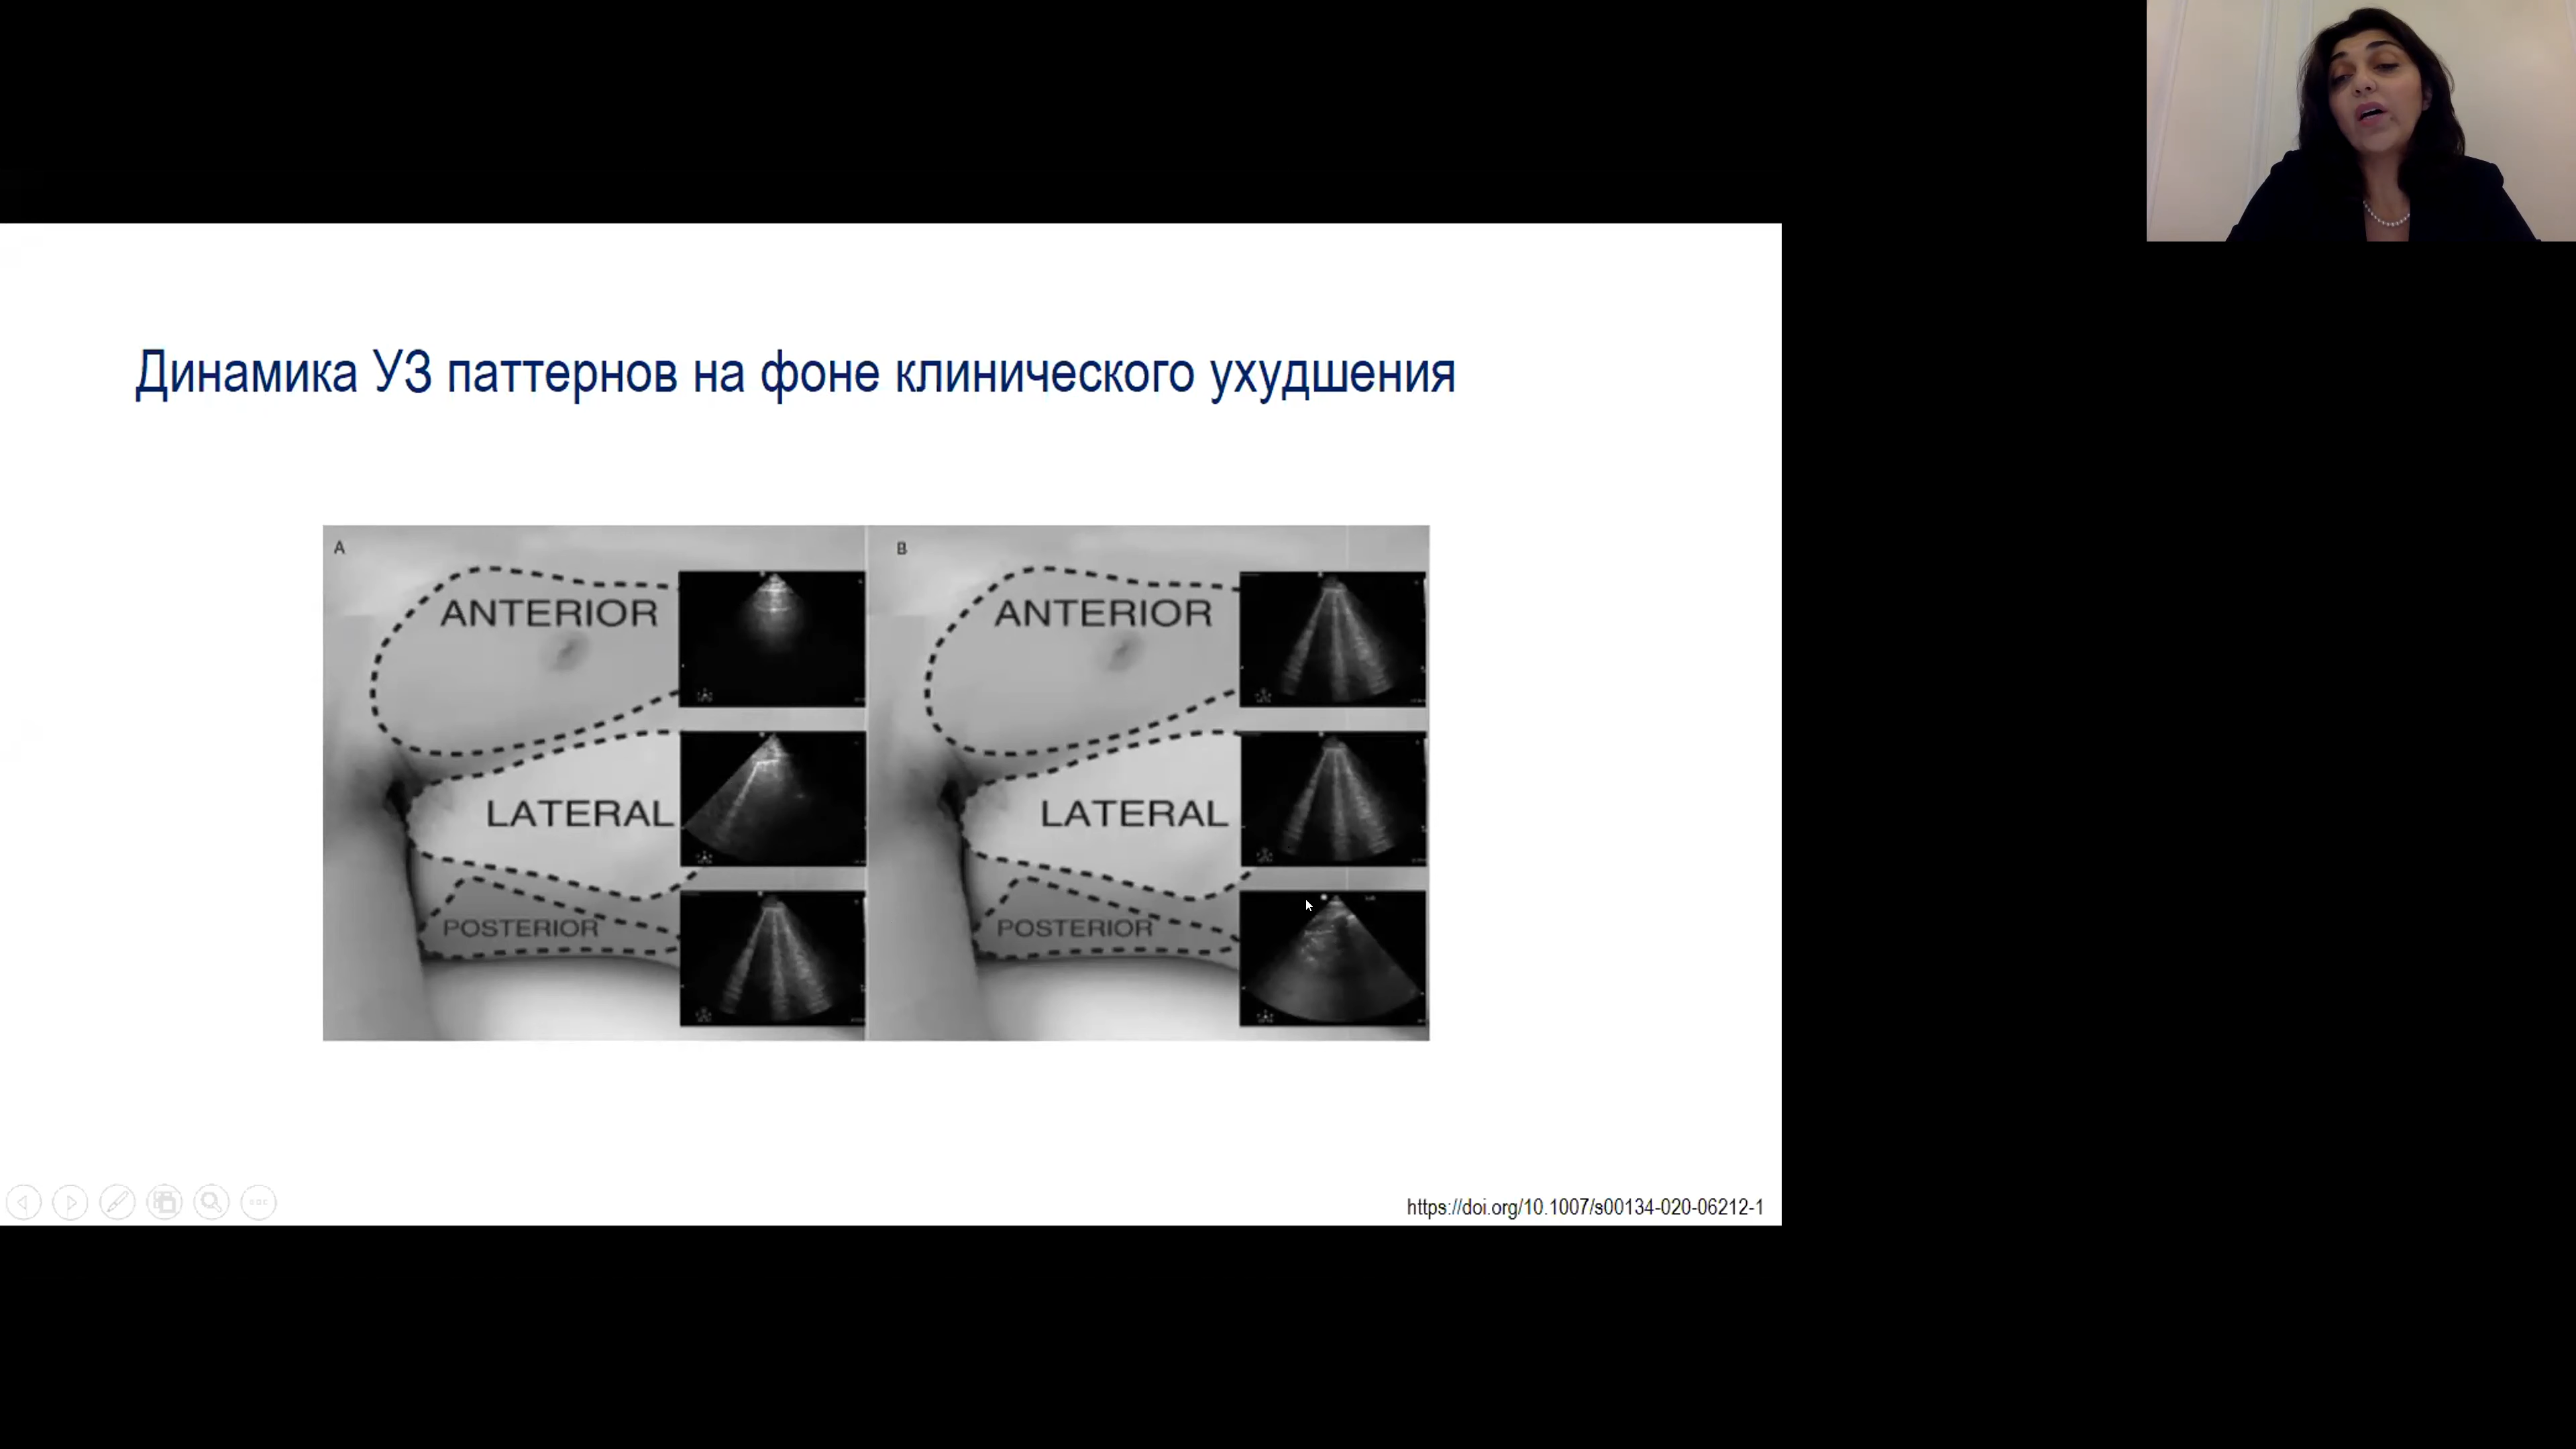 Динамика УЗ паттернов на фоне клинического ухудшения
A
B
ANTERIOR
ANTERIOR
LATERAL
LATERAL
POSTERIOR
POSTERIOR
https://doi.org/10.1007/s00134-020-06212-1